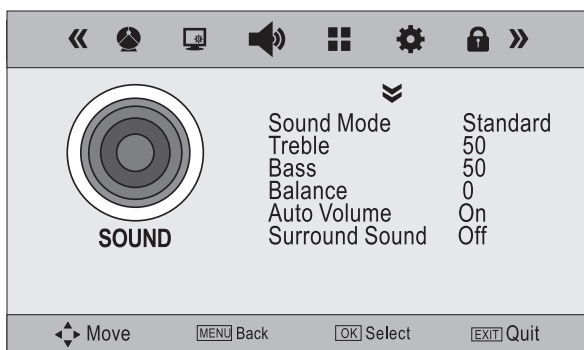 Sound Mode Standard
Treble 50
Bass 50
Balance 0
Auto Volume On
Surround Sound Off
SOUND
Move MENU Back OK Select EXIT Quit